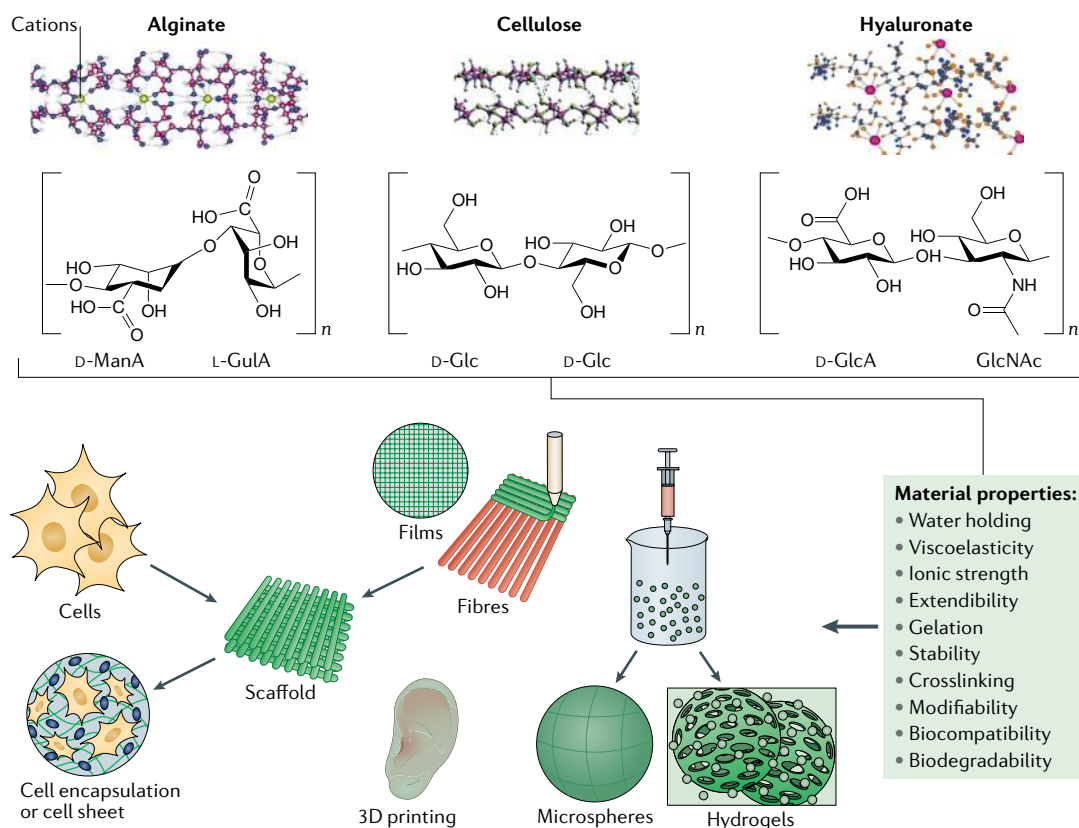 Cations
Alginate
Cellulose
Hyaluronate
O
C
HO
OH
O
OH
O
OH
O
HO
C
OH
O
n
D-ManA
L-GulA
OH
O
HO
OH
O
HO
OH
O
O
OH
n
D-Glc
D-Glc
OH
O
O
O
HO
OH
O
OH
HO
O
NH
O
n
D-GlcA
GlcNAc
Cells
Films
Fibres
Scaffold
Cell encapsulation
or cell sheet
3D printing
Microspheres
Hydrogels
Material properties:
• Water holding
• Viscoelasticity
• Ionic strength
• Extendibility
• Gelation
• Stability
• Crosslinking
• Modifiability
• Biocompatibility
• Biodegradability